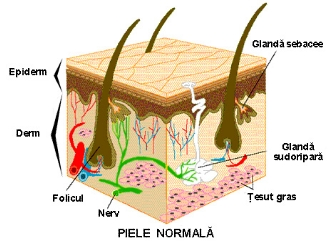 Glandă sebacee
Epiderm
Derm
Glandă
sudoripară
Folicul
Nerv
Țesut gras
PIELE NORMALĂ